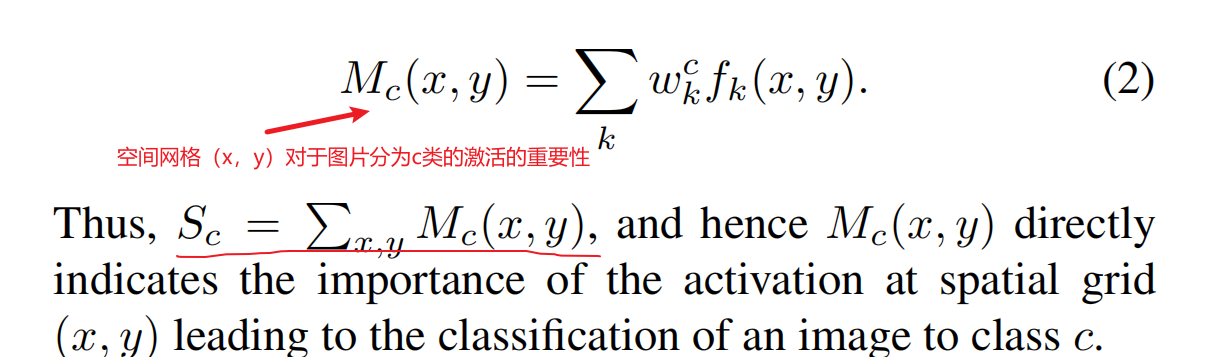 M_c(x, y) = ∑_k w_k^c f_k(x, y). (2)
空间网格（x，y）对于图片分为c类的激活的重要性
Thus, S_c = ∑_{x,y} M_c(x, y), and hence M_c(x, y) directly
indicates the importance of the activation at spatial grid
(x, y) leading to the classification of an image to class c.